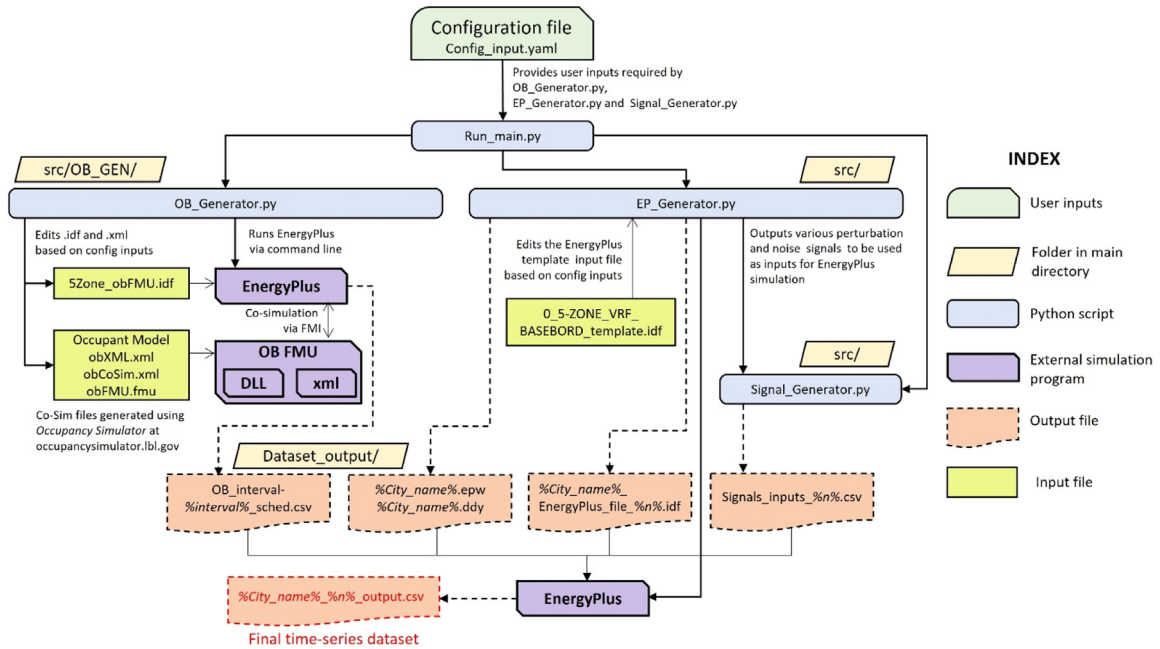 Configuration file
Config_input.yaml
Provides user inputs required by
OB_Generator.py,
EP_Generator.py and Signal_Generator.py
Run_main.py
src/OB_GEN/
src/
OB_Generator.py
EP_Generator.py
Edits .idf and .xml
based on config inputs
Runs EnergyPlus
via command line
5Zone_obFMU.idf
EnergyPlus
Co-simulation
via FMI
Occupant Model
obXML.xml
obCoSim.xml
obFMU.fmu
OB FMU
DLL
xml
Co-Sim files generated using
Occupancy Simulator at
occupancysimulator.lbl.gov
Edits the EnergyPlus
template input file
based on config inputs
0_5-ZONE_VRF_
BASEBORD_template.idf
Outputs various perturbation
and noise signals to be used
as inputs for EnergyPlus
simulation
src/
Signal_Generator.py
Dataset_output/
OB_interval-
%interval%_sched.csv
%City_name%.epw
%City_name%.ddy
%City_name%_
EnergyPlus_file_%n%.idf
Signals_inputs_%n%.csv
%City_name%_%n%_output.csv
EnergyPlus
Final time-series dataset
INDEX
User inputs
Folder in main
directory
Python script
External simulation
program
Output file
Input file